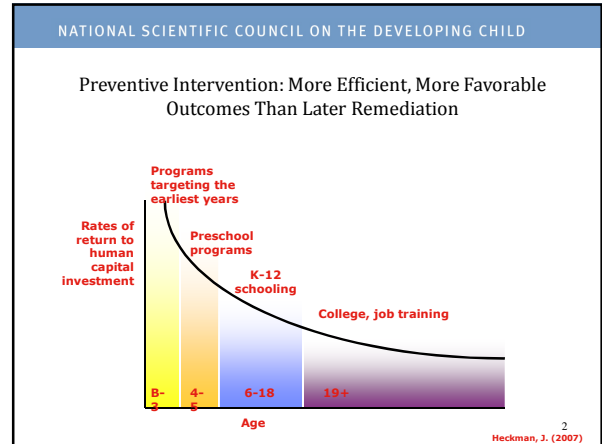 NATIONAL SCIENTIFIC COUNCIL ON THE DEVELOPING CHILD
Preventive Intervention: More Efficient, More Favorable
Outcomes Than Later Remediation
Programs
targeting the
earliest years
Rates of
return to
human
capital
investment
Preschool
programs
K-12
schooling
College, job training
B-
3
4-
5
6-18
19+
Age
2
Heckman, J. (2007)